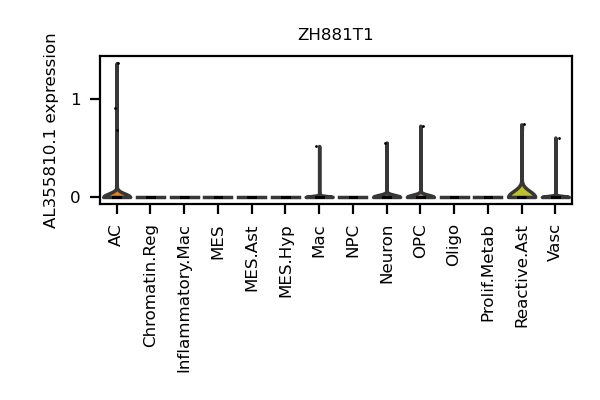 ZH881T1
AL355810.1 expression
1
0
AC
Chromatin.Reg
Inflammatory.Mac
MES
MES.Ast
MES.Hyp
Mac
NPC
Neuron
OPC
Oligo
Prolif.Metab
Reactive.Ast
Vasc